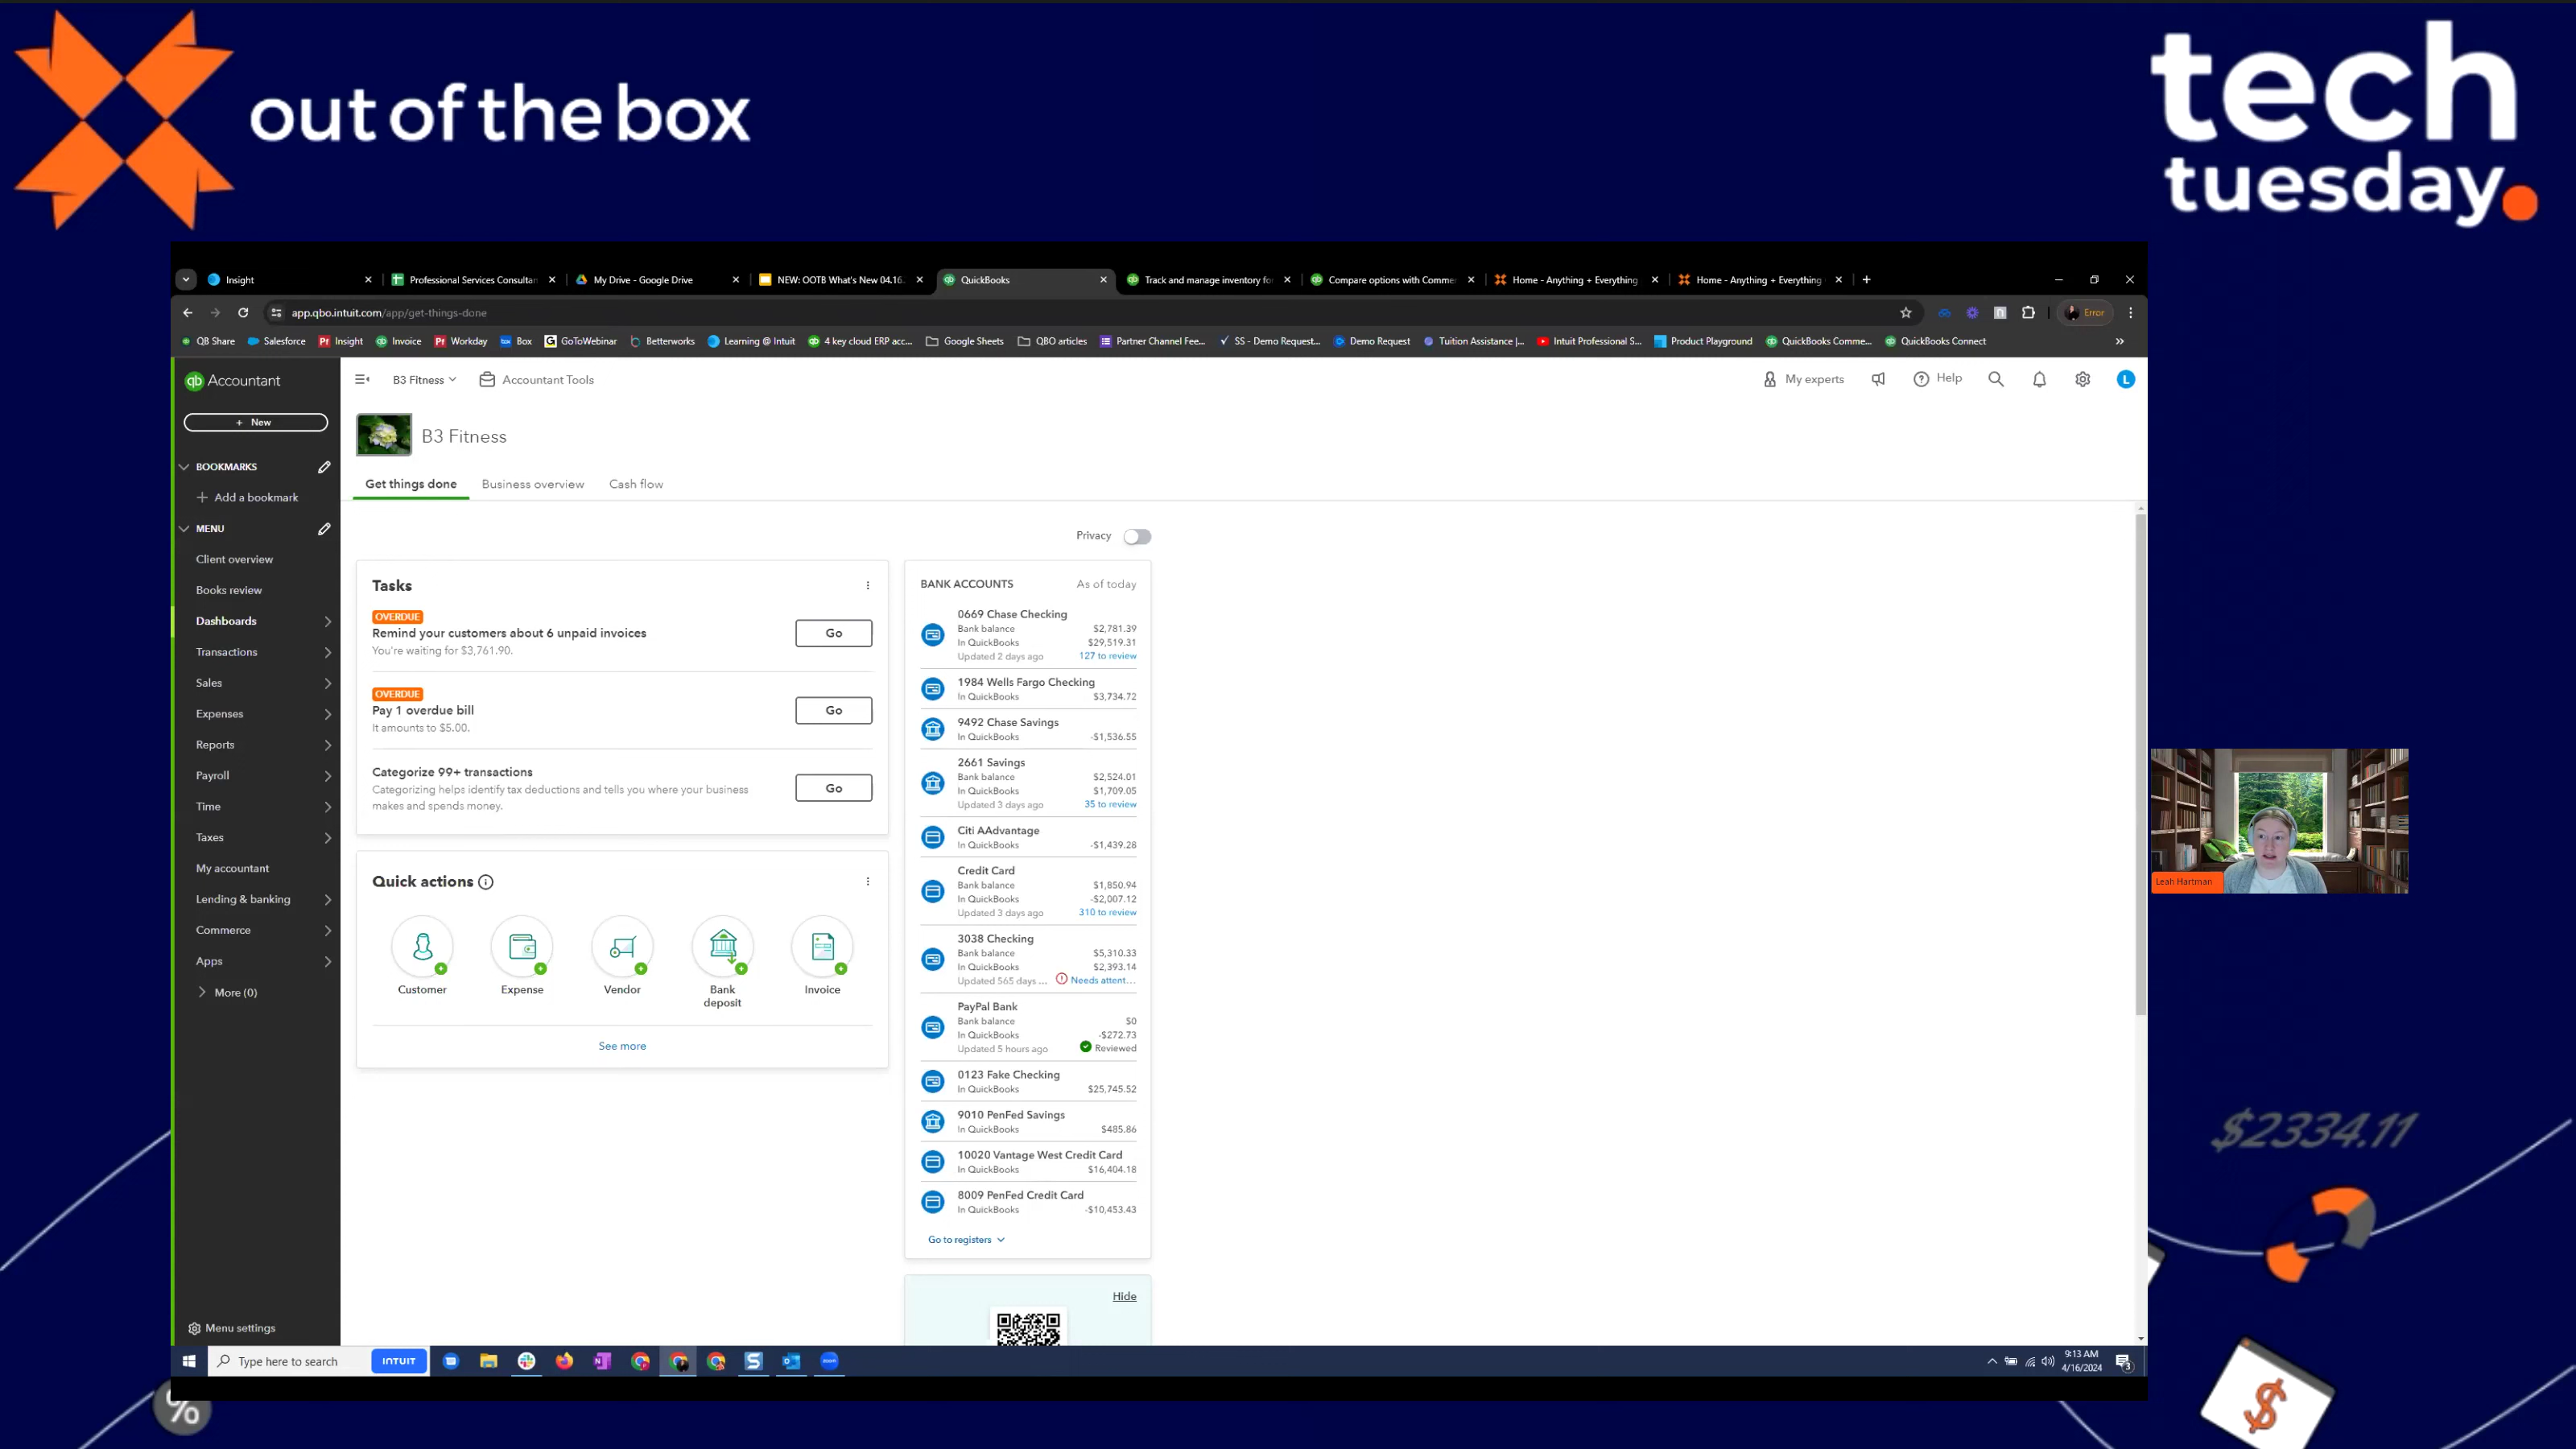 out of the box
tech
tuesday.
Insight
Professional Services Consultan
My Drive - Google Drive
NEW: OOTB What's New 04.16.
QuickBooks
Track and manage inventory fo
Compare options with Comme
Home - Anything + Everything
Home - Anything + Everything
app.qbo.intuit.com/app/get-things-done
Error
QB Share
Salesforce
Insight
Invoice
Workday
Box
GoToWebinar
Betterworks
Learning @ Intuit
4 key cloud ERP acc...
Google Sheets
QBO articles
Partner Channel Fee...
SS - Demo Request...
Demo Request
Tuition Assistance |...
Intuit Professional S...
Product Playground
QuickBooks Comme...
QuickBooks Connect
qb Accountant
B3 Fitness
Accountant Tools
My experts
Help
L
+ New
BOOKMARKS
Add a bookmark
MENU
Client overview
Books review
Dashboards
Transactions
Sales
Expenses
Reports
Payroll
Time
Taxes
My accountant
Lending & banking
Commerce
Apps
More (0)
Menu settings
B3 Fitness
Get things done
Business overview
Cash flow
Privacy
Tasks
OVERDUE
Remind your customers about 6 unpaid invoices
You're waiting for $3,761.90.
Go
OVERDUE
Pay 1 overdue bill
It amounts to $5.00.
Go
Categorize 99+ transactions
Categorizing helps identify tax deductions and tells you where your business
makes and spends money.
Go
Quick actions
Customer
Expense
Vendor
Bank
deposit
Invoice
See more
BANK ACCOUNTS As of today
0669 Chase Checking
Bank balance $2,781.39
In QuickBooks $29,519.31
Updated 2 days ago 127 to review
1984 Wells Fargo Checking
In QuickBooks $3,734.72
9492 Chase Savings
In QuickBooks -$1,536.55
2661 Savings
Bank balance $2,524.01
In QuickBooks $1,709.05
Updated 3 days ago 35 to review
Citi AAdvantage
In QuickBooks -$1,439.28
Credit Card
Bank balance $1,850.94
In QuickBooks -$2,007.12
Updated 3 days ago 310 to review
3038 Checking
Bank balance $5,310.33
In QuickBooks $2,393.14
Updated 565 days ... Needs attent...
PayPal Bank
Bank balance $0
In QuickBooks -$272.73
Updated 5 hours ago Reviewed
0123 Fake Checking
In QuickBooks $25,745.52
9010 PenFed Savings
In QuickBooks $485.86
10020 Vantage West Credit Card
In QuickBooks $16,404.18
8009 PenFed Credit Card
In QuickBooks -$10,453.43
Go to registers
Hide
Leah Hartman
$2334.11
Type here to search
INTUIT
9:13 AM
4/16/2024
3
%
$